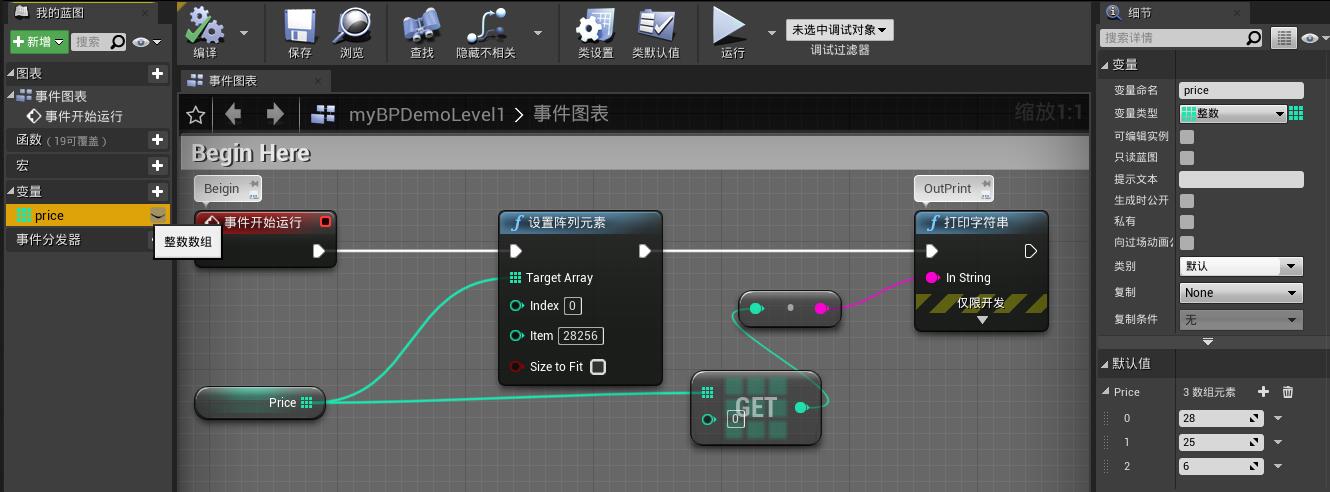 我的蓝图
新增
搜索
图表
事件图表
事件开始运行
函数（19可覆盖）
宏
变量
price
整数数组
事件分发器
编译
保存
浏览
查找
隐藏不相关
类设置
类默认值
运行
未选中调试对象
调试过滤器
事件图表
myBPDemoLevel1 > 事件图表
缩放1:1
Begin Here
Beigin
事件开始运行
设置阵列元素
Target Array
Index 0
Item 28256
Size to Fit
Price
GET
0
OutPrint
打印字符串
In String
仅限开发
细节
搜索详情
变量
变量命名 price
变量类型 整数
可编辑实例
只读蓝图
提示文本
生成时公开
私有
向过场动画公
类别 默认
复制 None
复制条件 无
默认值
Price 3 数组元素
0 28
1 25
2 6